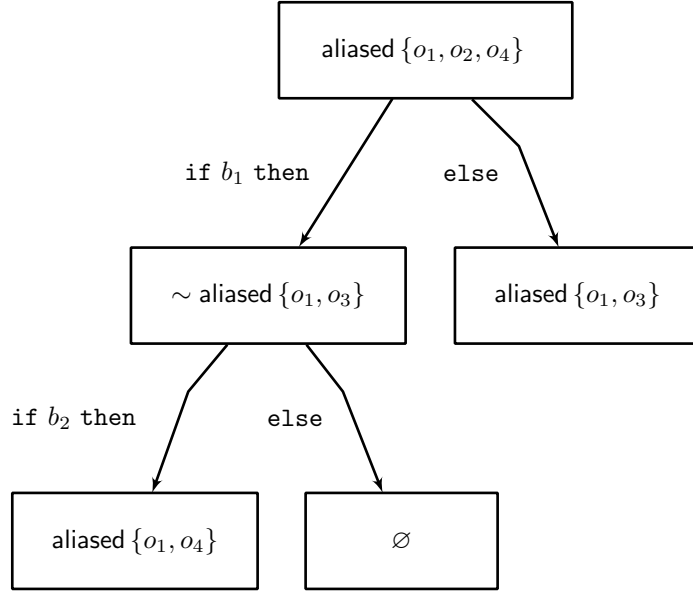 aliased {o₁, o₂, o₄}
if b₁ then
else
∼ aliased {o₁, o₃}
aliased {o₁, o₃}
if b₂ then
else
aliased {o₁, o₄}
∅